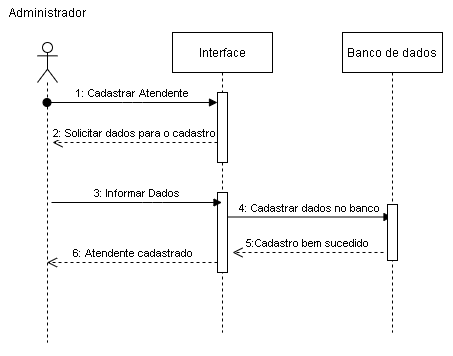 Administrador
Interface
Banco de dados
1: Cadastrar Atendente
2: Solicitar dados para o cadastro
3: Informar Dados
4: Cadastrar dados no banco
5:Cadastro bem sucedido
6: Atendente cadastrado